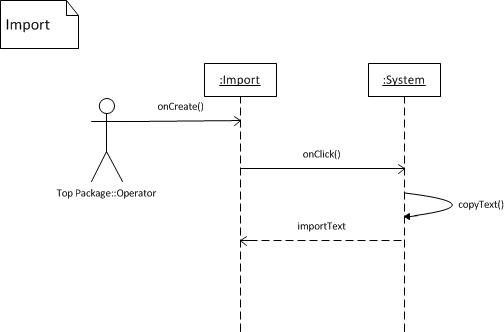 Import
:Import
:System
onCreate()
onClick()
Top Package::Operator
copyText()
importText